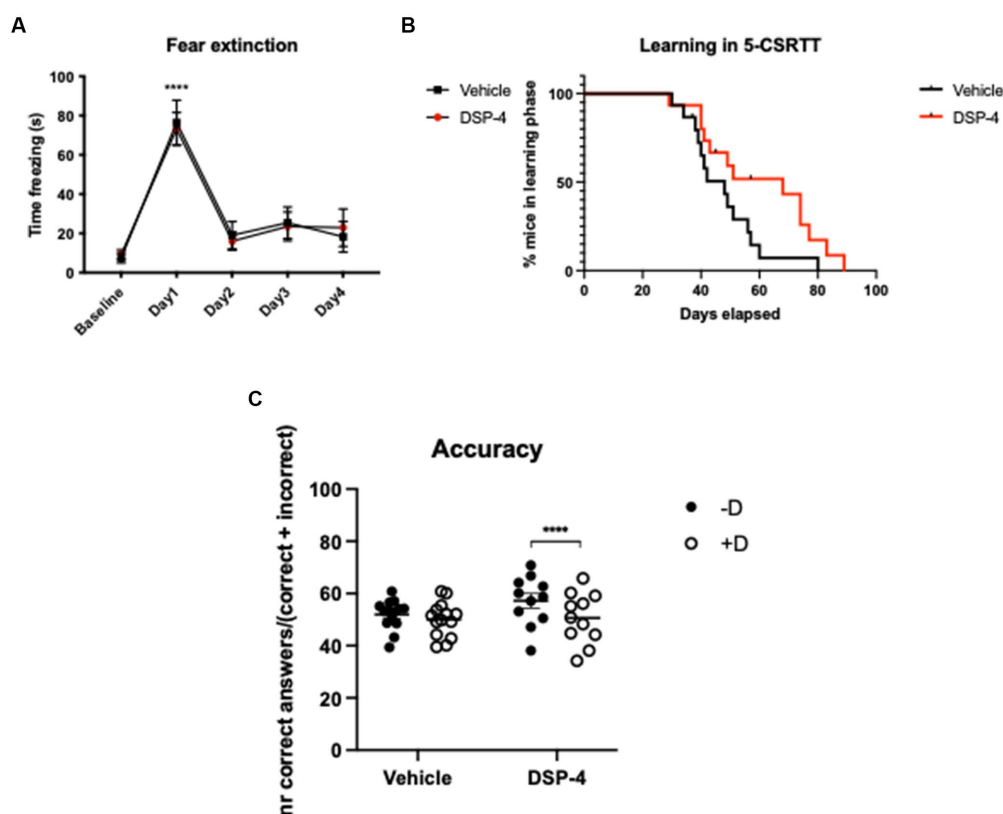 A
Fear extinction
Time freezing (s)
100
80
60
40
20
0
****
Baseline
Day1
Day2
Day3
Day4
Vehicle
DSP-4
B
Learning in 5-CSRTT
% mice in learning phase
100
50
0
0
20
40
60
80
100
Days elapsed
Vehicle
DSP-4
C
Accuracy
nr correct answers/(correct + incorrect)
100
80
60
40
20
0
****
Vehicle
DSP-4
-D
+D